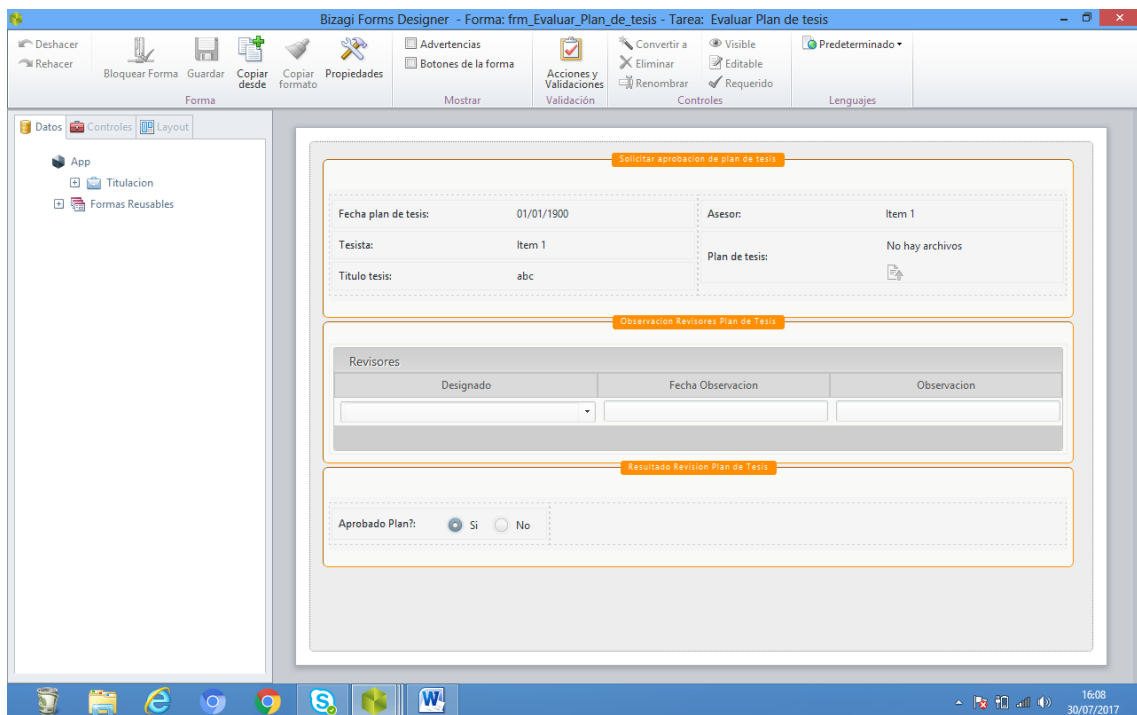 Bizagi Forms Designer - Forma: frm_Evaluar_Plan_de_tesis - Tarea: Evaluar Plan de tesis
Deshacer
Rehacer
Bloquear Forma
Guardar
Copiar desde
Copiar formato
Propiedades
Forma
Advertencias
Botones de la forma
Mostrar
Acciones y Validaciones
Validación
Convertir a
Eliminar
Renombrar
Visible
Editable
Requerido
Controles
Predeterminado
Lenguajes
Datos
Controles
Layout
App
Titulacion
Formas Reusables
Solicitar aprobacion de plan de tesis
Fecha plan de tesis: 01/01/1900
Asesor: Item 1
Tesista: Item 1
Plan de tesis: No hay archivos
Titulo tesis: abc
Observacion Revisores Plan de Tesis
Revisores
Designado Fecha Observacion Observacion
Resultado Revision Plan de Tesis
Aprobado Plan?: Si No
16:08
30/07/2017